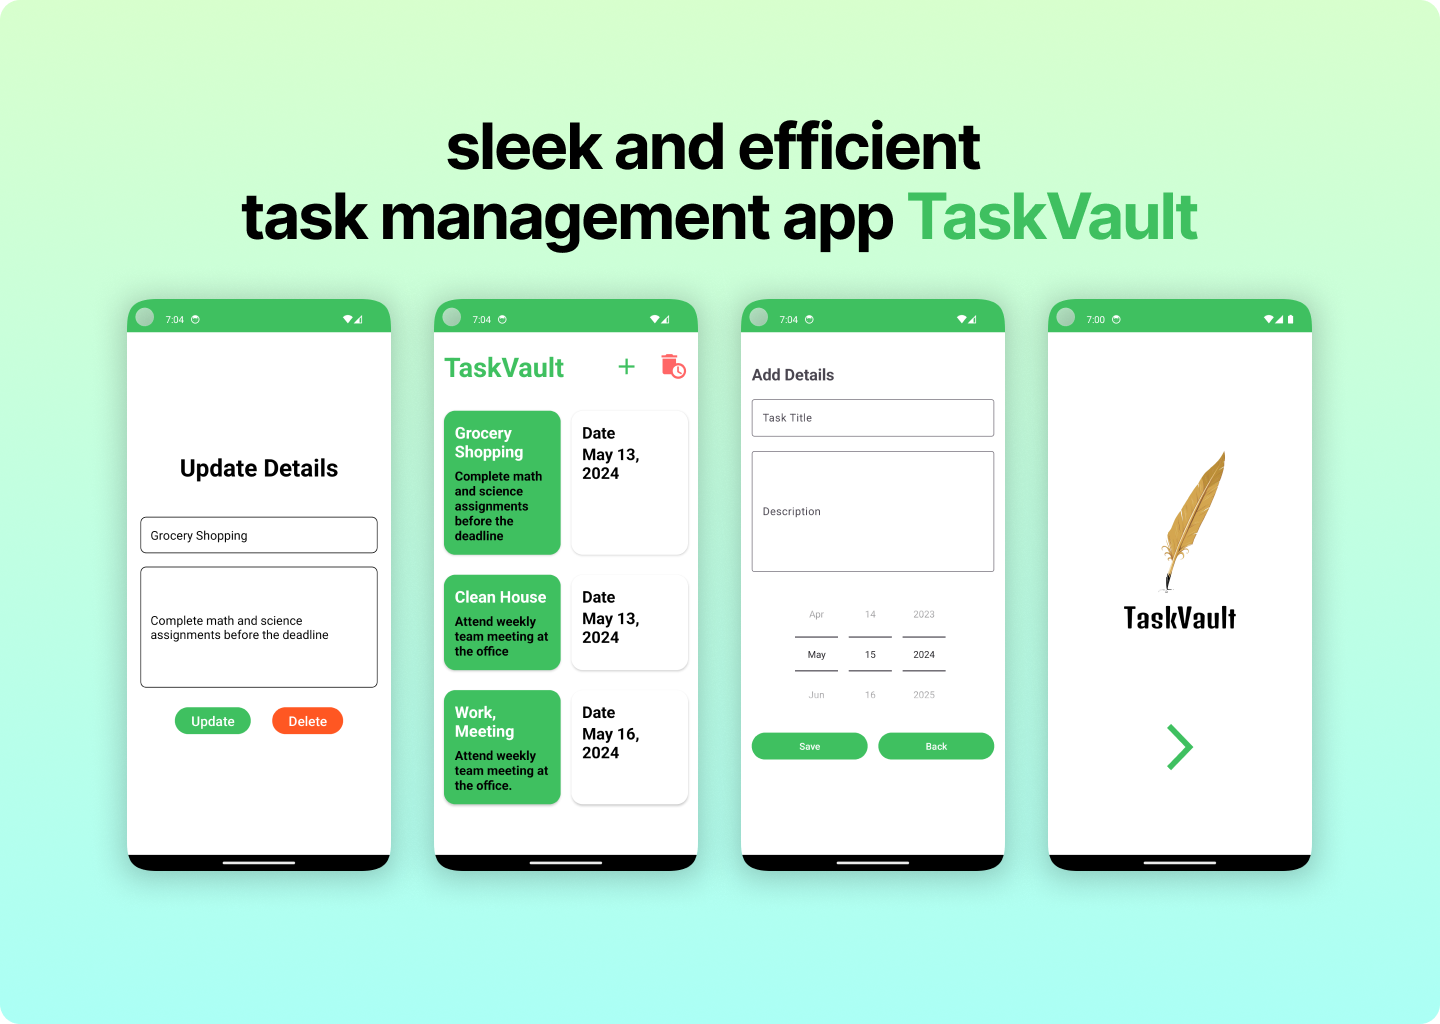 sleek and efficient
task management app TaskVault
7:04
Update Details
Grocery Shopping
Complete math and science
assignments before the deadline
Update
Delete
7:04
TaskVault
Grocery
Shopping
Complete math
and science
assignments
before the
deadline
Date
May 13,
2024
Clean House
Attend weekly
team meeting at
the office
Date
May 13,
2024
Work,
Meeting
Attend weekly
team meeting at
the office.
Date
May 16,
2024
7:04
Add Details
Task Title
Description
Apr 14 2023
May 15 2024
Jun 16 2025
Save
Back
7:00
TaskVault